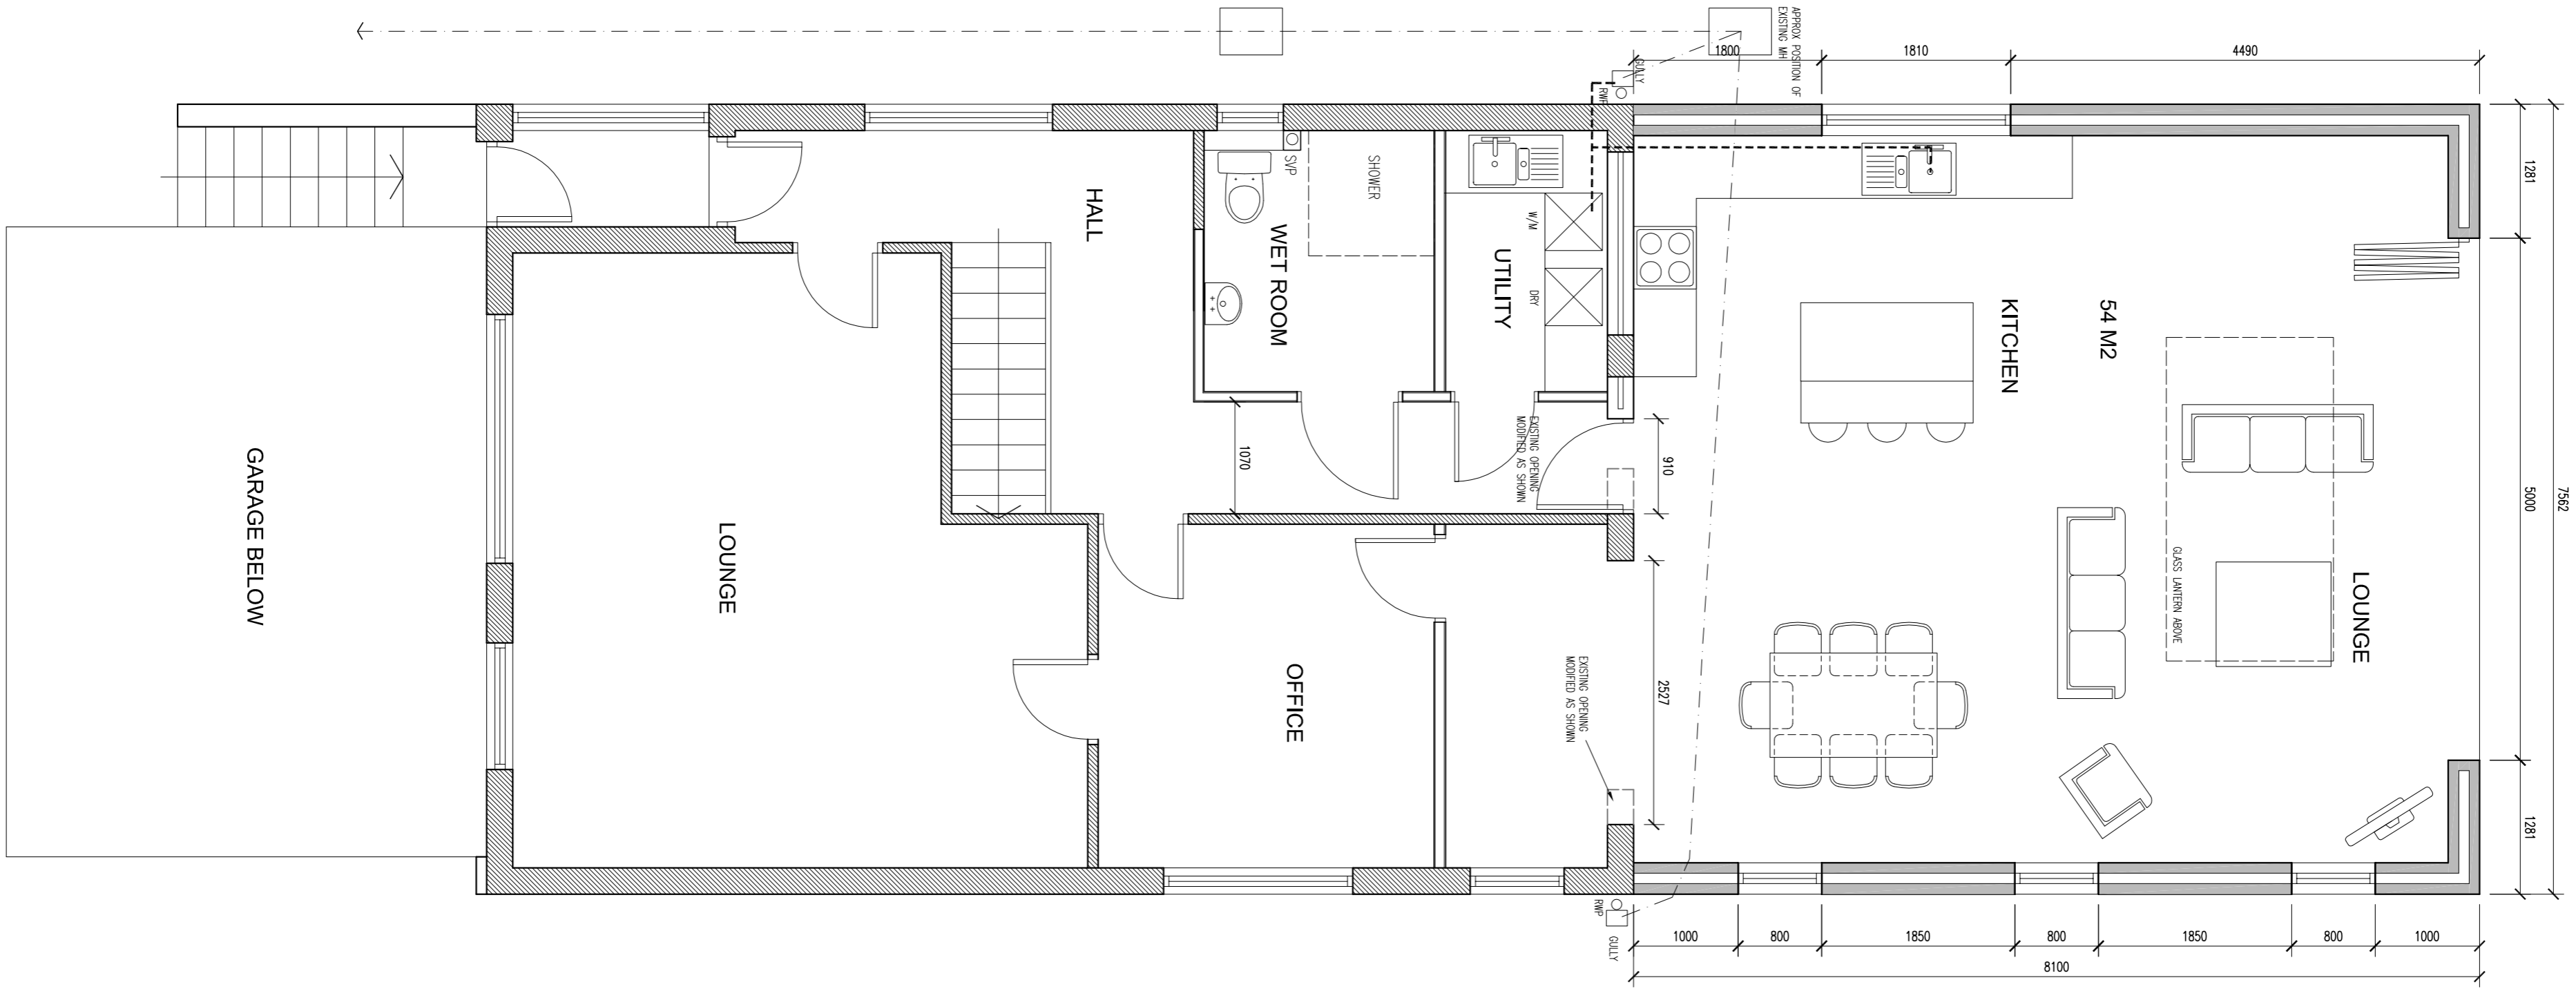 APPROX POSITION OF
EXISTING MH
1800
1810
4490
GULLY
RWP
1281
5000
7562
1281
SVP
SHOWER
HALL
WET ROOM
W/M
DRY
UTILITY
KITCHEN
54 M2
GLASS LANTERN ABOVE
LOUNGE
EXISTING OPENING
MODIFIED AS SHOWN
1070
910
GARAGE BELOW
LOUNGE
OFFICE
EXISTING OPENING
MODIFIED AS SHOWN
2527
RWP
GULLY
1000
800
1850
800
1850
800
1000
8100